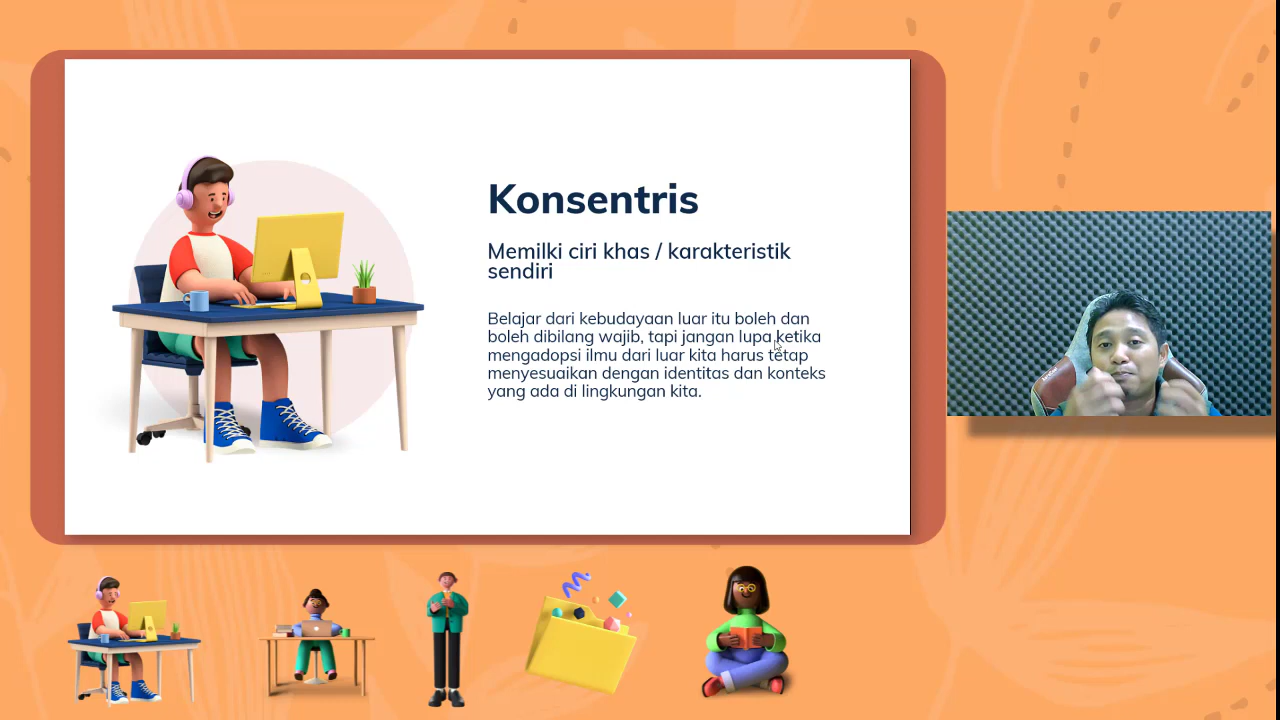 Konsentris
Memilki ciri khas / karakteristik
sendiri
Belajar dari kebudayaan luar itu boleh dan
boleh dibilang wajib, tapi jangan lupa ketika
mengadopsi ilmu dari luar kita harus tetap
menyesuaikan dengan identitas dan konteks
yang ada di lingkungan kita.